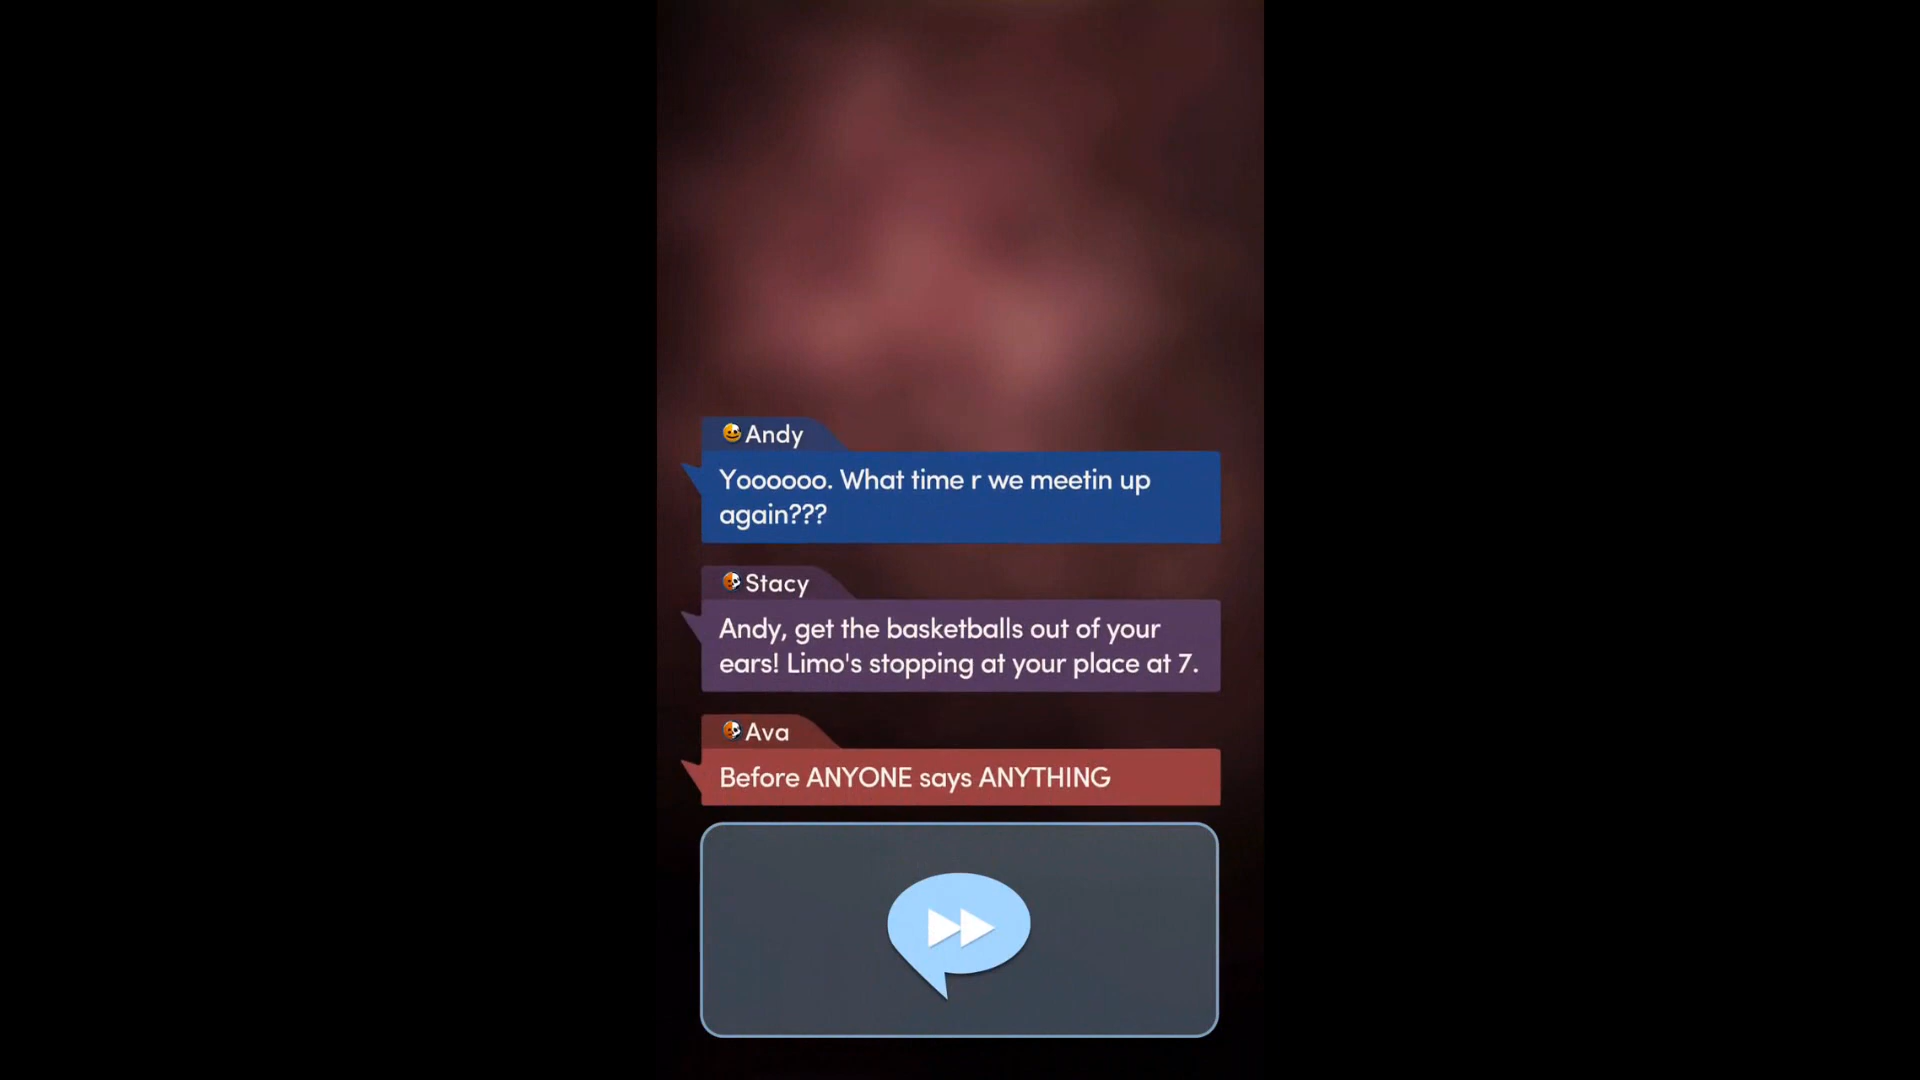 Andy
Yoooooo. What time r we meetin up
again???
Stacy
Andy, get the basketballs out of your
ears! Limo's stopping at your place at 7.
Ava
Before ANYONE says ANYTHING